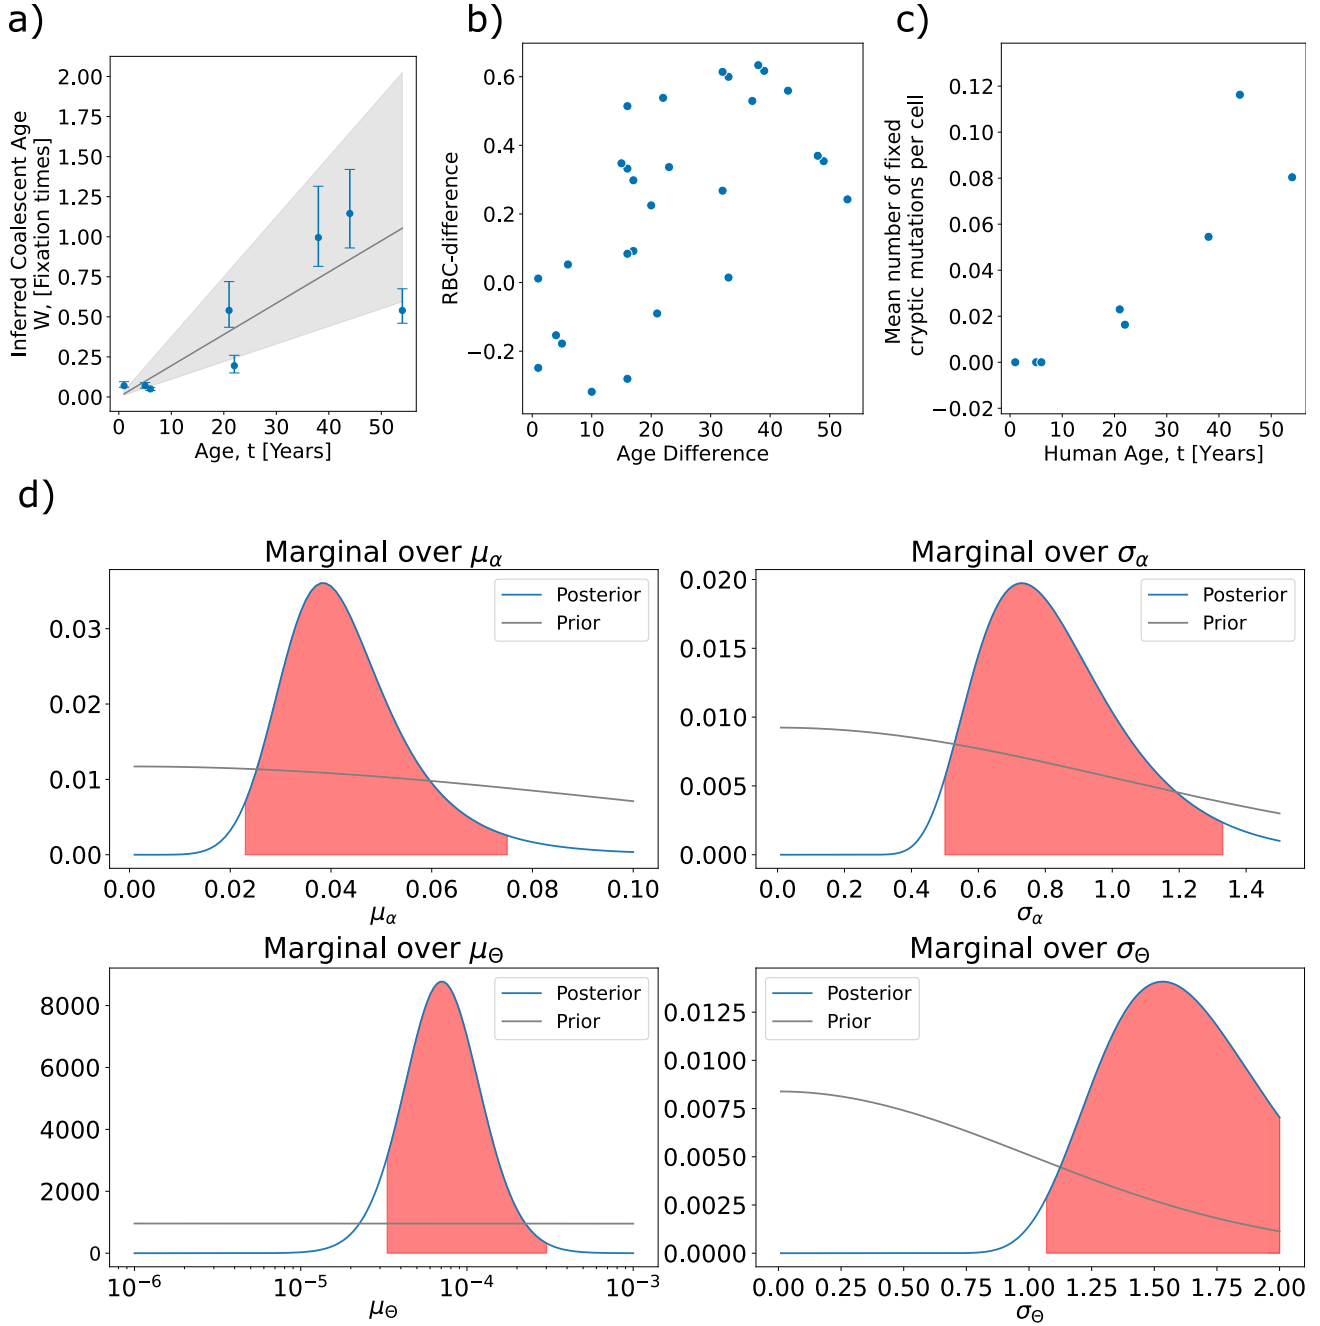 a)
b)
c)
Inferred Coalescent Age
W, [Fixation times]
2.00
1.75
1.50
1.25
1.00
0.75
0.50
0.25
0.00
0 10 20 30 40 50
Age, t [Years]
RBC-difference
0.6
0.4
0.2
0.0
−0.2
0 10 20 30 40 50
Age Difference
Mean number of fixed
cryptic mutations per cell
0.12
0.10
0.08
0.06
0.04
0.02
0.00
−0.02
0 10 20 30 40 50
Human Age, t [Years]
d)
Marginal over μα
Posterior
Prior
0.03
0.02
0.01
0.00
0.00 0.02 0.04 0.06 0.08 0.10
μα
Marginal over σα
Posterior
Prior
0.020
0.015
0.010
0.005
0.000
0.0 0.2 0.4 0.6 0.8 1.0 1.2 1.4
σα
Marginal over μΘ
Posterior
Prior
8000
6000
4000
2000
0
10⁻⁶ 10⁻⁵ 10⁻⁴ 10⁻³
μΘ
Marginal over σΘ
Posterior
Prior
0.0125
0.0100
0.0075
0.0050
0.0025
0.0000
0.00 0.25 0.50 0.75 1.00 1.25 1.50 1.75 2.00
σΘ